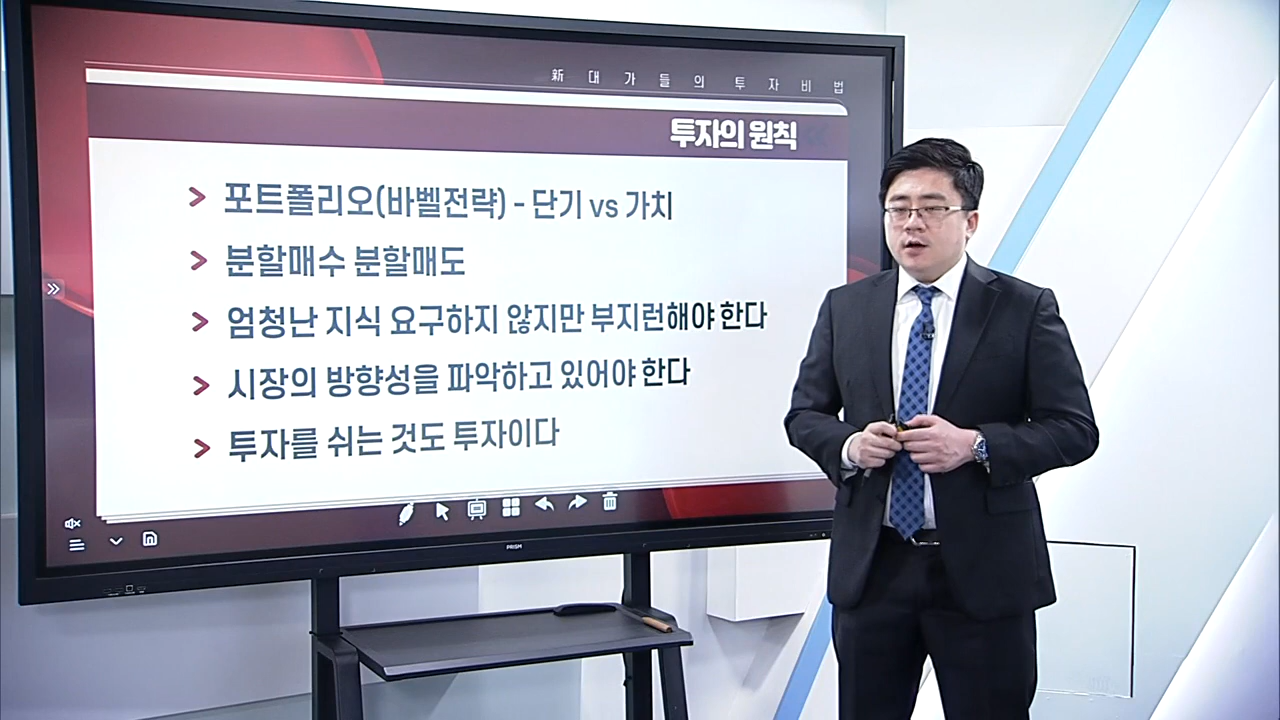 新대가들의 투자비법
투자의 원칙
포트폴리오(바벨전략) - 단기 vs 가치
분할매수 분할매도
엄청난 지식 요구하지 않지만 부지런해야 한다
시장의 방향성을 파악하고 있어야 한다
투자를 쉬는 것도 투자이다
PRISM